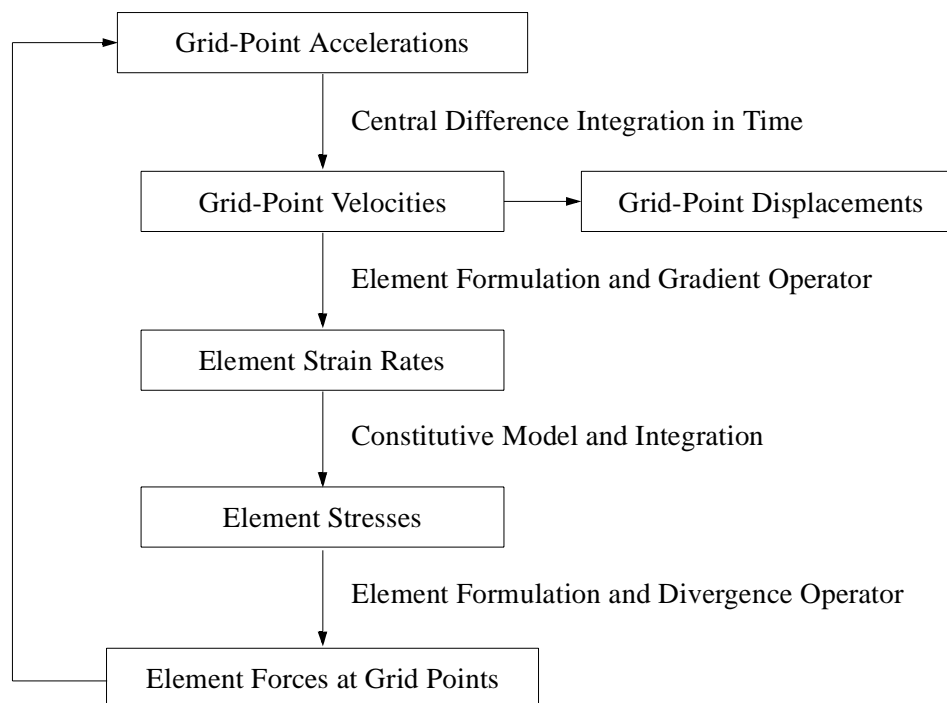 Grid-Point Accelerations
Central Difference Integration in Time
Grid-Point Velocities
Grid-Point Displacements
Element Formulation and Gradient Operator
Element Strain Rates
Constitutive Model and Integration
Element Stresses
Element Formulation and Divergence Operator
Element Forces at Grid Points